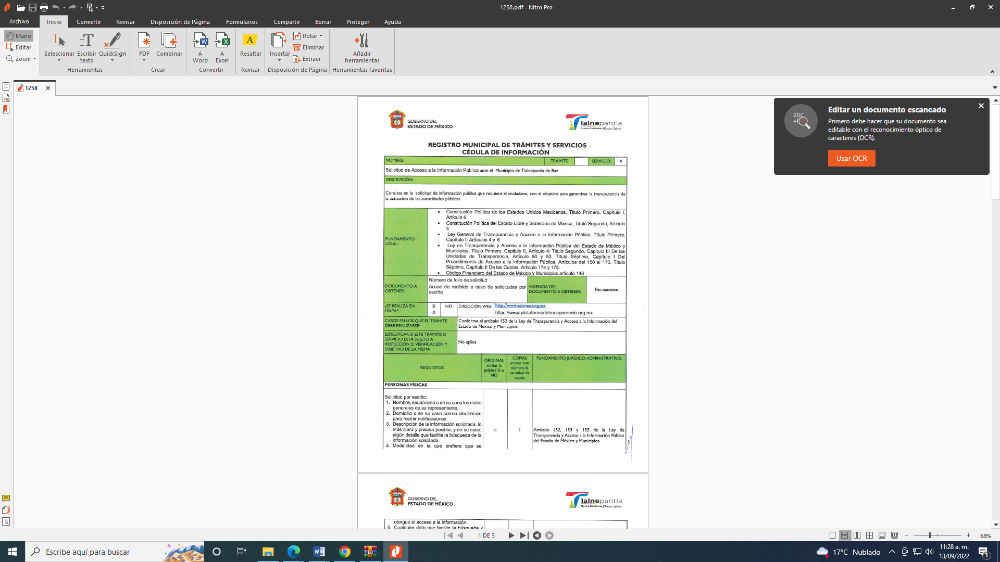 1258.pdf - Nitro Pro
Archivo Inicio Convertir Revisar Disposición de Página Formularios Compartir Borrar Proteger Ayuda
Mano
Editar
Zoom
Seleccionar
Escribir
texto
QuickSign
Herramientas
PDF
Combinar
Crear
A
Word
A
Excel
Convertir
Resaltar
Revisar
Insertar
Rotar
Eliminar
Extraer
Disposición de Página
Añadir
herramientas
Herramientas favoritas
1258
Editar un documento escaneado
Primero debe hacer que su documento sea
editable con el reconocimiento óptico de
caracteres (OCR).
Usar OCR
GOBIERNO DEL
ESTADO DE MÉXICO
Tlalnepantla
Nuevo Gobierno, Nuevas Ideas
REGISTRO MUNICIPAL DE TRÁMITES Y SERVICIOS
CÉDULA DE INFORMACIÓN
NOMBRE: TRÁMITE: SERVICIO: X
Solicitud de Acceso a la Información Pública ante el Municipio de Tlalnepantla de Baz
DESCRIPCIÓN:
Consiste en la solicitud de información pública que requiera el ciudadano, con el objetivo para garantizar la transparencia de
la actuación de las autoridades públicas
FUNDAMENTO
LEGAL:
• Constitución Política de los Estados Unidos Mexicanos, Titulo Primero, Capítulo I,
Artículo 6
• Constitución Política del Estado Libre y Soberano de México, Titulo Segundo, Articulo
5
• Ley General de Transparencia y Acceso a la Información Pública, Titulo Primero,
Capítulo I, Artículos 4 y 6
• Ley de Transparencia y Acceso a la Información Pública del Estado de México y
Municipios, Titulo Primero, Capitulo II, Artículo 4; Titulo Segundo, Capitulo III De las
Unidades de Transparencia, Artículo 50 y 53, Titulo Séptimo, Capítulo I Del
Procedimiento de Acceso a la Información Pública, Artículos del 150 al 173, Titulo
Séptimo, Capítulo II De las Cuotas, Articulo 174 y 175.
• Código Financiero del Estado de México y Municipios artículo 148
DOCUMENTO A
OBTENER:
Número de folio de solicitud
Acuse de recibido e caso de solicitudes por
escrito
VIGENCIA DEL
DOCUMENTO A OBTENER:
Permanente
¿SE REALIZA EN
LÍNEA?:
SI
X
NO
DIRECCIÓN WEB
http://www.saimex.org.mx
https://www.plataformadetransparencia.org.mx
CASOS EN LOS QUE EL TRÁMITE
DEBE REALIZARSE:
Conforme el artículo 152 de la Ley de Transparencia y Acceso a la Información del
Estado de México y Municipios
ESPECIFICAR SI ESTE TRÁMITE O
SERVICIO ESTÁ SUJETO A
INSPECCIÓN O VERIFICACIÓN Y
OBJETIVO DE LA MISMA
No aplica
REQUISITOS:
ORIGINAL
anotar la
palabra SI o
NO
COPIAS
anotar con
número la
cantidad de
copias
FUNDAMENTO JURÍDICO-ADMINISTRATIVO,
PERSONAS FÍSICAS
Solicitud por escrito:
1. Nombre, seudónimo o en su caso los datos
generales de su representante.
2. Domicilio o en su caso correo electrónico
para recibir notificaciones.
3. Descripción de la información solicitada, lo
más clara y precisa posible, y en su caso,
algún detalle que facilite la búsqueda de la
información solicitada.
4. Modalidad en la que prefiere que se
si
1
Artículo 152, 153 y 155 de la Ley de
Transparencia y Acceso a la Información Pública
del Estado de México y Municipios.
GOBIERNO DEL
ESTADO DE MÉXICO
Tlalnepantla
Nuevo Gobierno, Nuevas Ideas
otorgue el acceso a la información.
5. Cualquier dato que facilite la búsqueda y
1 DE 5
68%
Escribe aquí para buscar
17°C Nublado
11:28 a. m.
13/09/2022
1